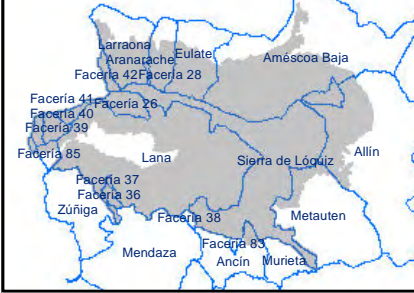 Larraona
Aranarache
Eulate
Améscoa Baja
Facería 42
Facería 28
Facería 41
Facería 26
Facería 40
Facería 39
Facería 85
Lana
Sierra de Lóquiz
Allín
Facería 37
Facería 36
Zúñiga
Facería 38
Metauten
Facería 83
Mendaza
Ancín
Murieta